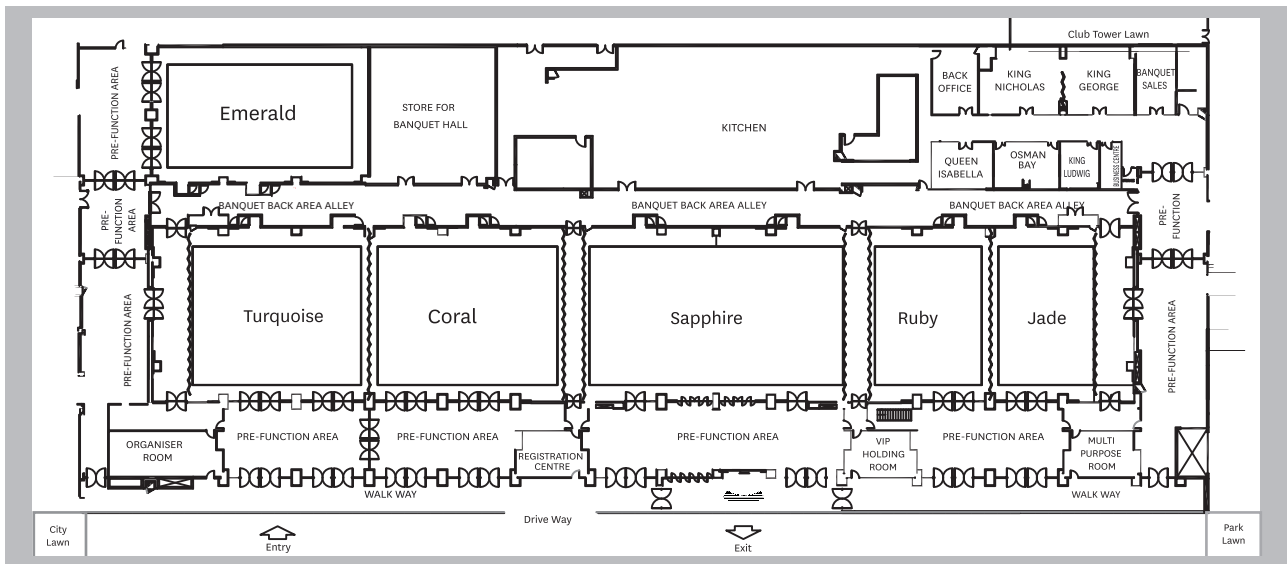 Club Tower Lawn
PRE-FUNCTION AREA
Emerald
STORE FOR
BANQUET HALL
KITCHEN
BACK
OFFICE
KING
NICHOLAS
KING
GEORGE
BANQUET
SALES
QUEEN
ISABELLA
OSMAN
BAY
KING
LUDWIG
BUSINESS CENTRE
PRE-
FUNCTION
AREA
BANQUET BACK AREA ALLEY
BANQUET BACK AREA ALLEY
BANQUET BACK AREA ALLEY
PRE-
FUNCTION
PRE-FUNCTION AREA
Turquoise
Coral
Sapphire
Ruby
Jade
PRE-FUNCTION AREA
ORGANISER
ROOM
PRE-FUNCTION AREA
PRE-FUNCTION AREA
REGISTRATION
CENTRE
PRE-FUNCTION AREA
VIP
HOLDING
ROOM
PRE-FUNCTION AREA
MULTI
PURPOSE
ROOM
WALK WAY
WALK WAY
City
Lawn
Drive Way
Entry
Exit
Park
Lawn